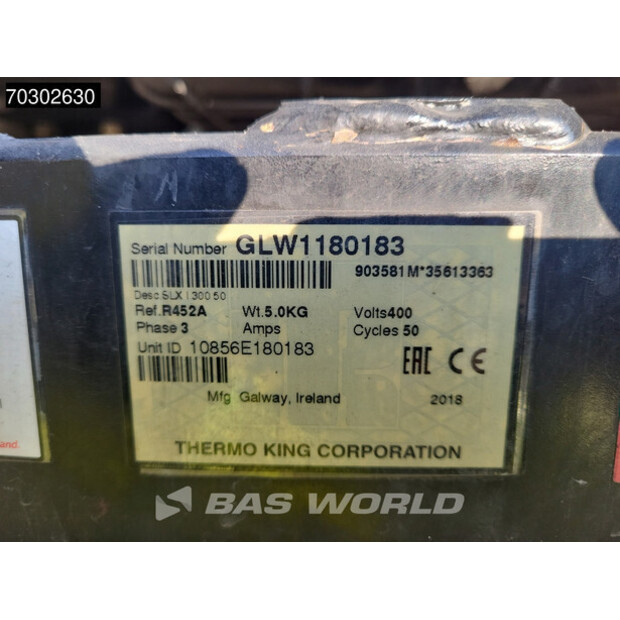 70302630
Serial Number GLW1180183
903581M*35613363
Desc.SLX i 300 50
Ref.R452A Wt.5.0KG Volts400
Phase 3 Amps Cycles 50
Unit ID 10856E180183
EAC CE
Mfg Galway, Ireland 2018
THERMO KING CORPORATION
and.
BAS WORLD